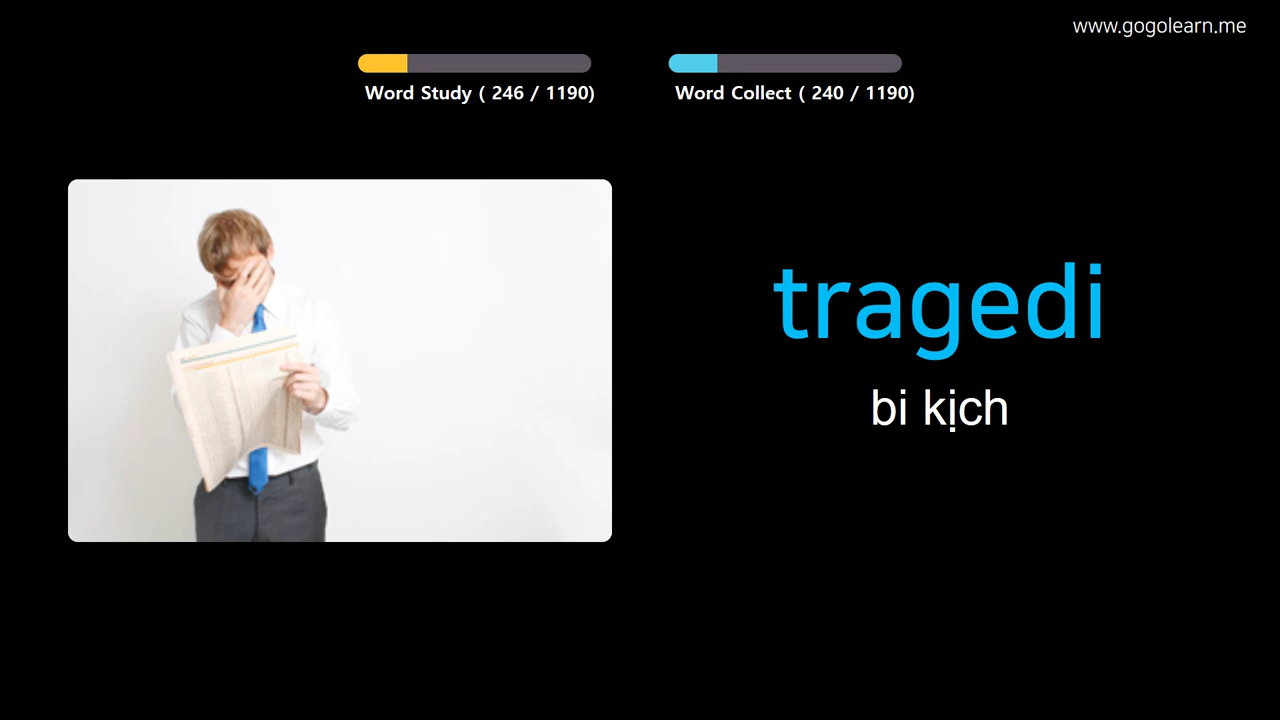 www.gogolearn.me
Word Study ( 246 / 1190)
Word Collect ( 240 / 1190)
tragedi
bi kịch